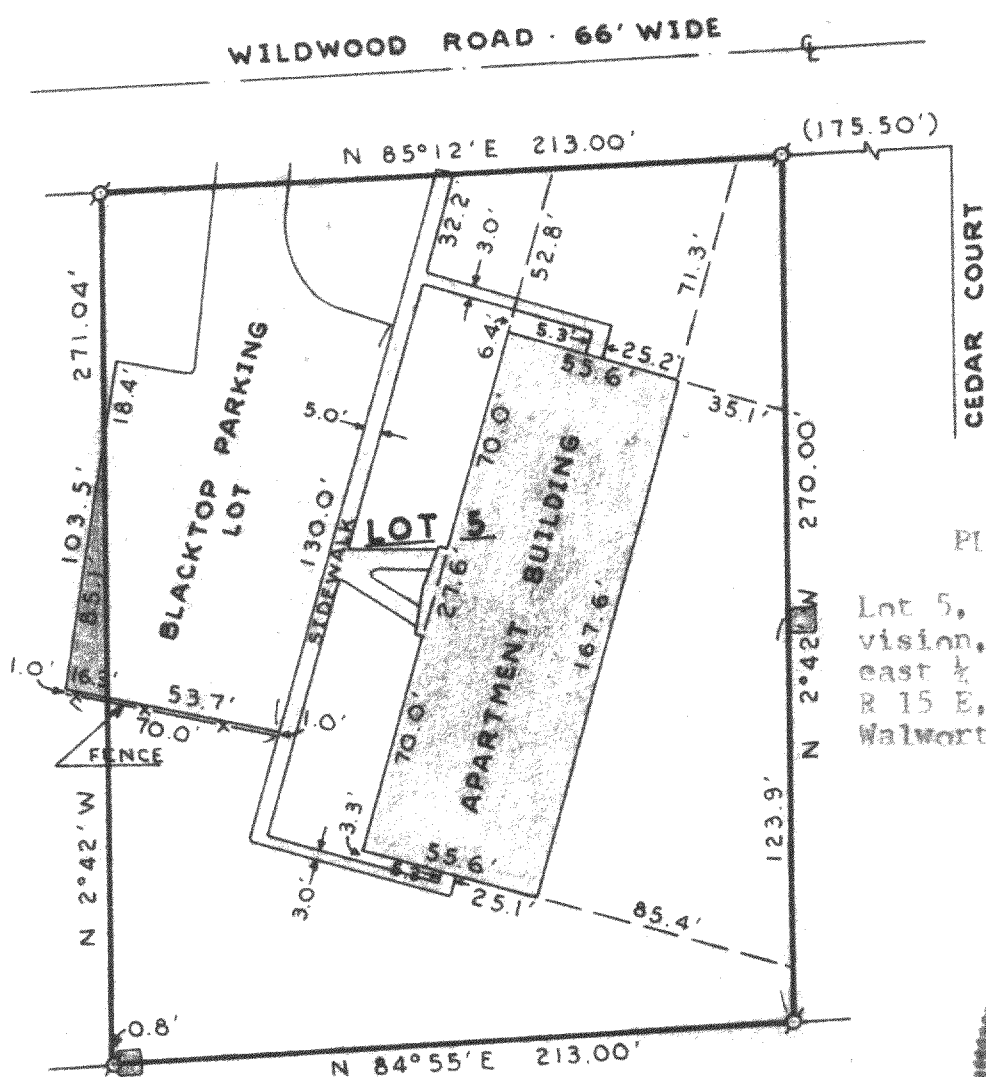 WILDWOOD ROAD · 66' WIDE
℄
(175.50')
N 85°12'E 213.00'
CEDAR COURT
271.04'
32.2'
3.0'
52.8'
71.3'
6.4'
5.3'
25.2'
55.6'
35.1'
18.4'
5.0'
70.0'
270.00'
103.5'
BLACKTOP PARKING
LOT
130.0'
SIDEWALK
LOT 5
27.6'
APARTMENT BUILDING
167.6'
85.1'
N 2°42'W
PL
Lot 5,
vision,
east ½
R 15 E,
Walwort
1.0'
16.3'
53.7'
70.0'
1.0'
FENCE
70.0'
N 2°42'W
123.9'
3.3'
55.6'
3.0'
25.1'
85.4'
0.8'
N 84°55'E 213.00'